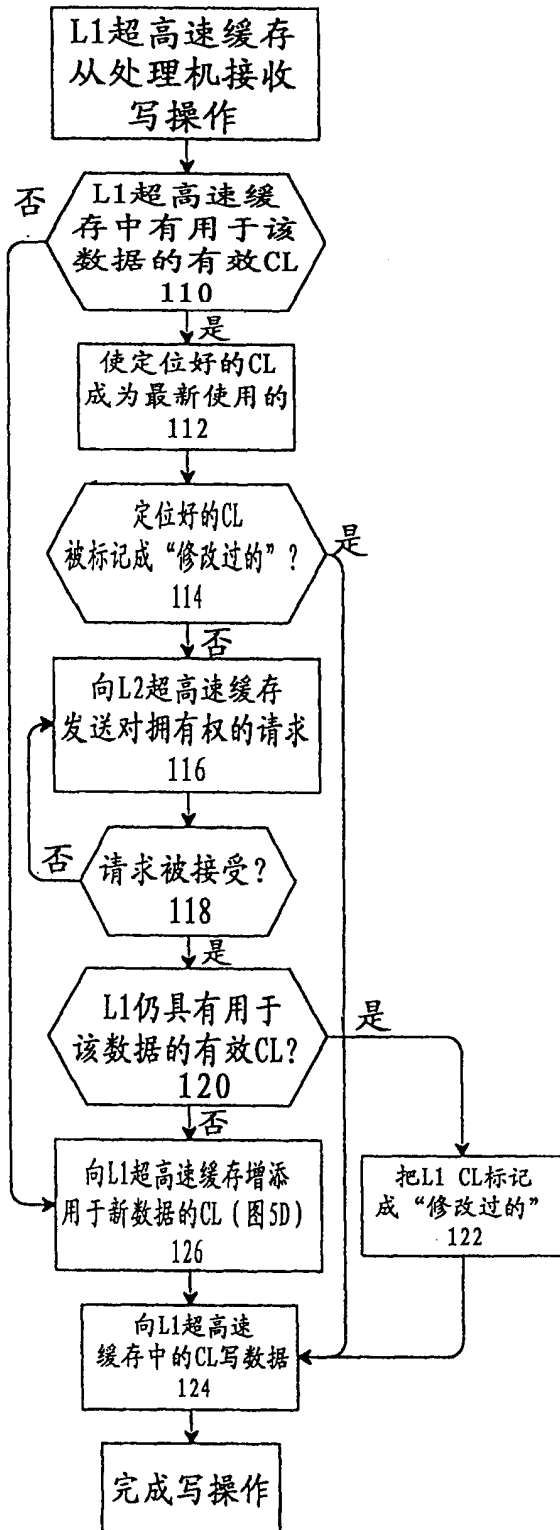 L1超高速缓存
从处理机接收
写操作
否
L1超高速缓
存中有用于该
数据的有效CL
110
是
使定位好的CL
成为最新使用的
112
定位好的CL
被标记成“修改过的”?
114
是
否
向L2超高速缓存
发送对拥有权的请求
116
否
请求被接受?
118
是
L1仍具有用于
该数据的有效CL?
120
是
否
向L1超高速缓存增添
用于新数据的CL(图5D)
126
把L1 CL标记
成“修改过的”
122
向L1超高速
缓存中的CL写数据
124
完成写操作